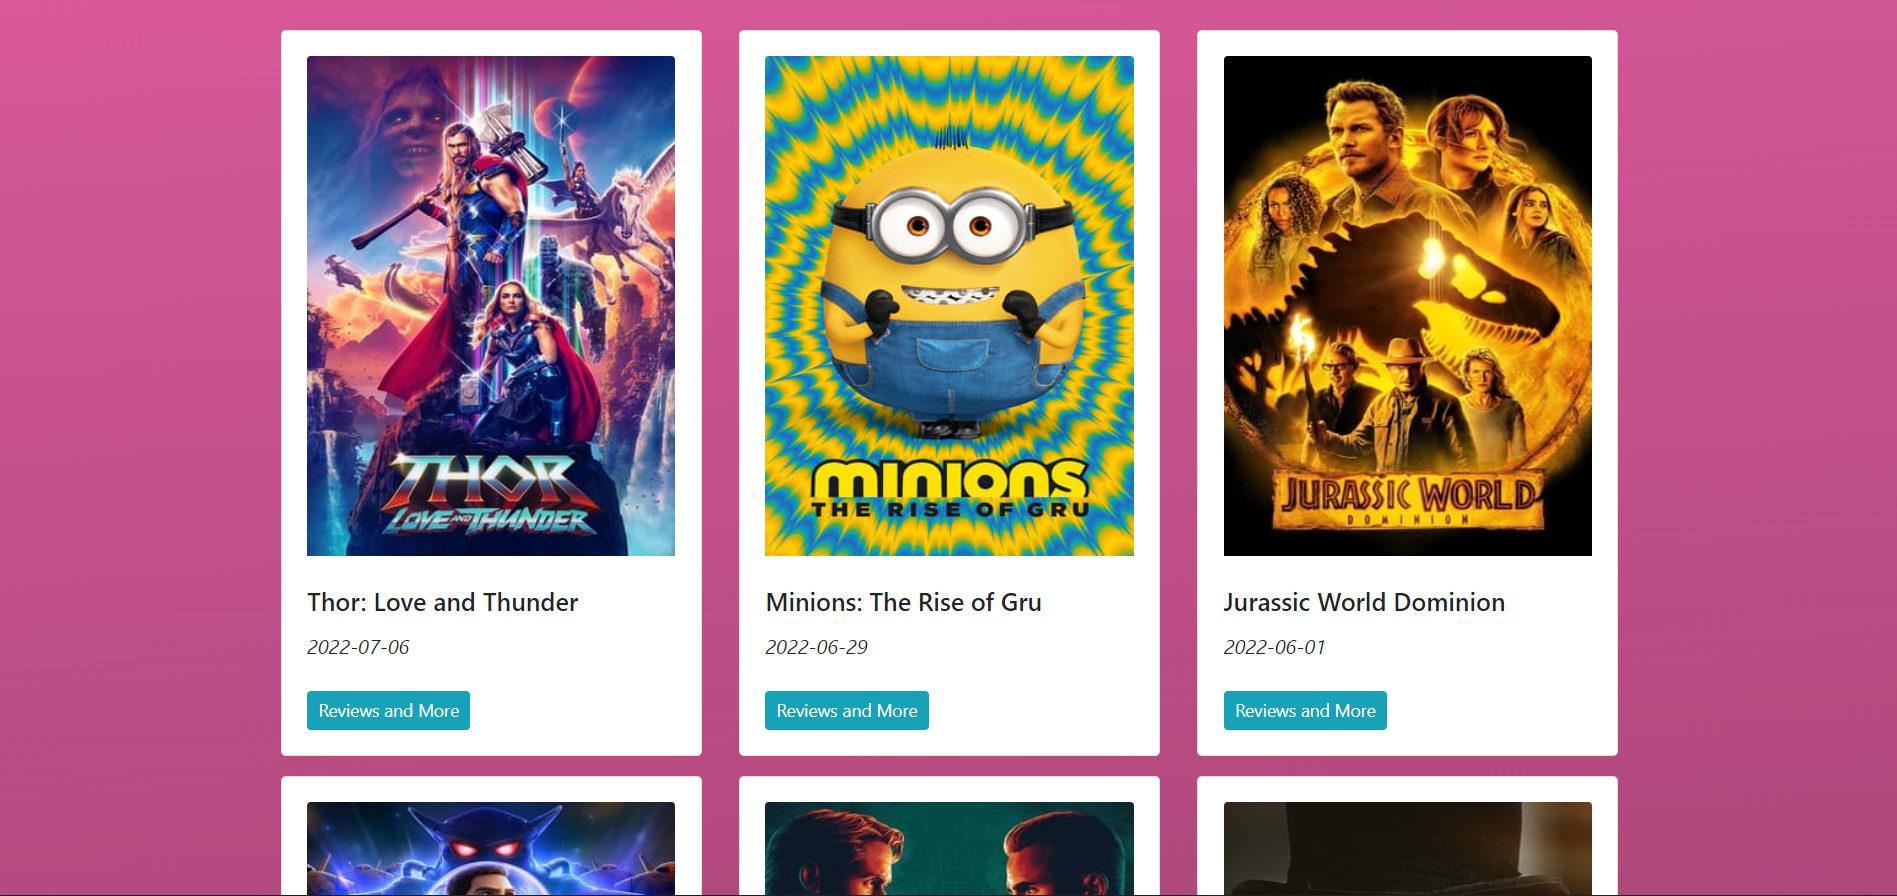 THOR
LOVE AND THUNDER
MINIONS
THE RISE OF GRU
JURASSIC WORLD
DOMINION
Thor: Love and Thunder
Minions: The Rise of Gru
Jurassic World Dominion
2022-07-06
2022-06-29
2022-06-01
Reviews and More
Reviews and More
Reviews and More